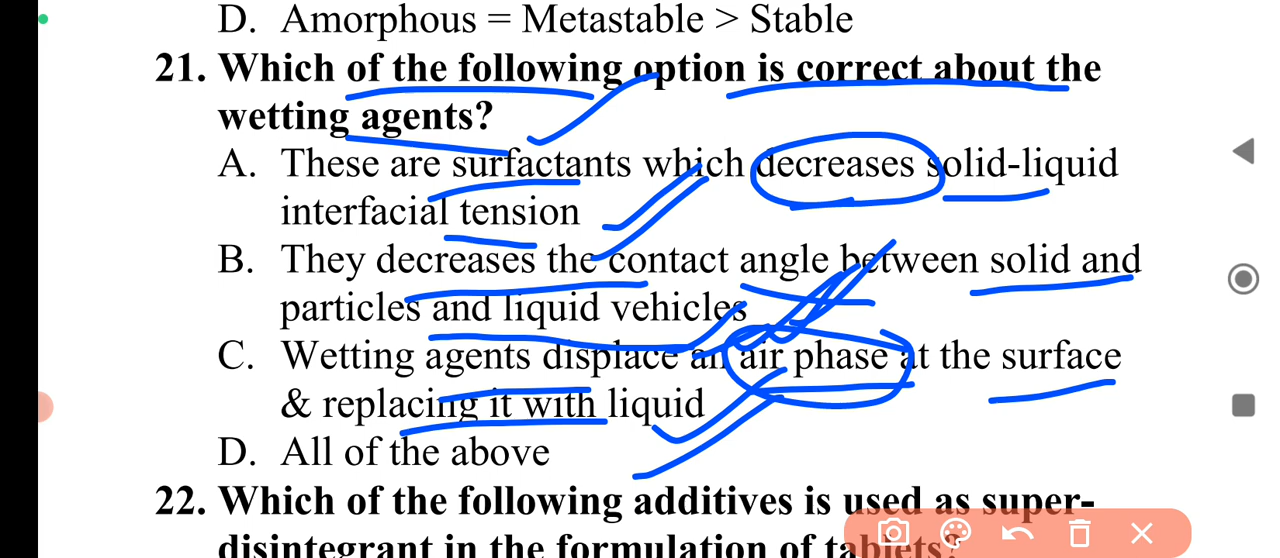 D. Amorphous = Metastable > Stable
21. Which of the following option is correct about the
wetting agents?
A. These are surfactants which decreases solid-liquid
interfacial tension
B. They decreases the contact angle between solid and
particles and liquid vehicles
C. Wetting agents displace an air phase at the surface
& replacing it with liquid
D. All of the above
22. Which of the following additives is used as super-
disintegrant in the formulation of tablets?